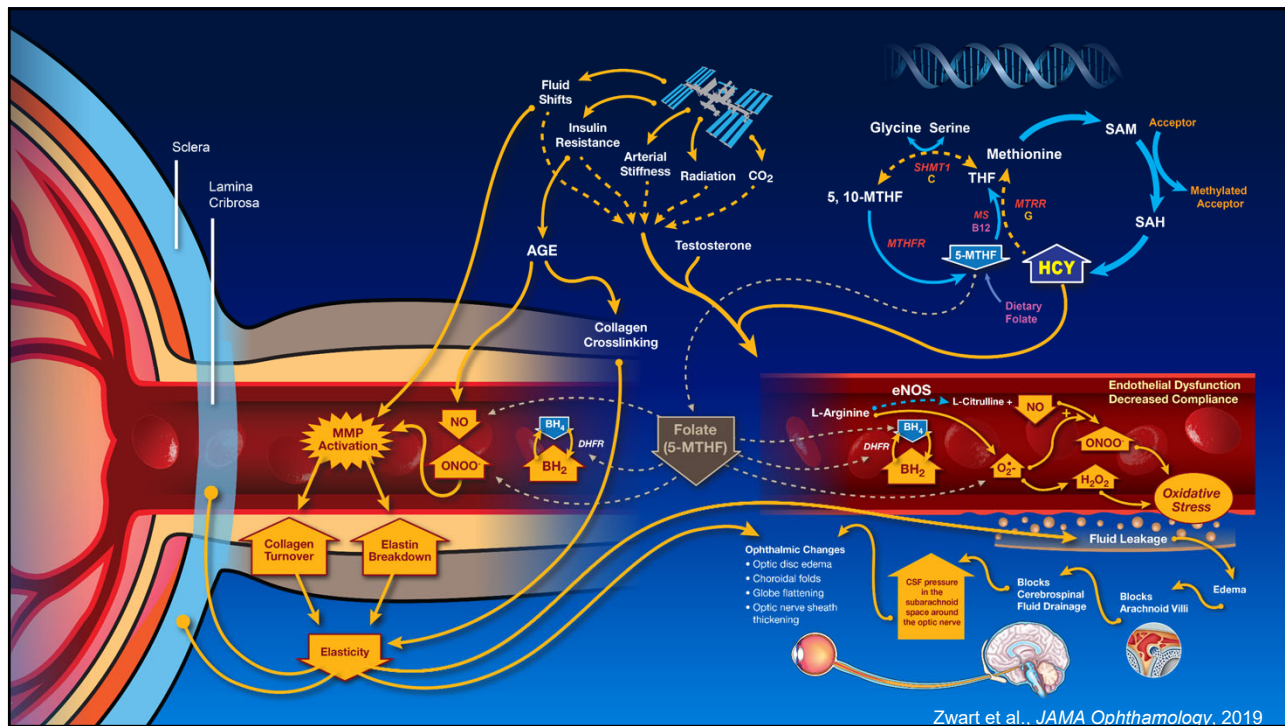 Sclera
Lamina
Cribrosa
Fluid
Shifts
Insulin
Resistance
Arterial
Stiffness
Radiation
CO2
AGE
Testosterone
Collagen
Crosslinking
Glycine Serine
SHMT1
C
5, 10-MTHF
THF
Methionine
SAM
Acceptor
Methylated
Acceptor
SAH
MTHFR
MS
B12
MTRR
G
5-MTHF
HCY
Dietary
Folate
MMP
Activation
NO
ONOO-
BH4
DHFR
BH2
Folate
(5-MTHF)
Endothelial Dysfunction
Decreased Compliance
eNOS
L-Arginine
L-Citrulline +
NO
+
BH4
DHFR
BH2
O2-
ONOO-
H2O2
Oxidative
Stress
Fluid Leakage
Collagen
Turnover
Elastin
Breakdown
Elasticity
Ophthalmic Changes
• Optic disc edema
• Choroidal folds
• Globe flattening
• Optic nerve sheath
thickening
CSF pressure
in the
subarachnoid
space around
the optic nerve
Blocks
Cerebrospinal
Fluid Drainage
Blocks
Arachnoid Villi
Edema
Zwart et al., JAMA Ophthamology, 2019